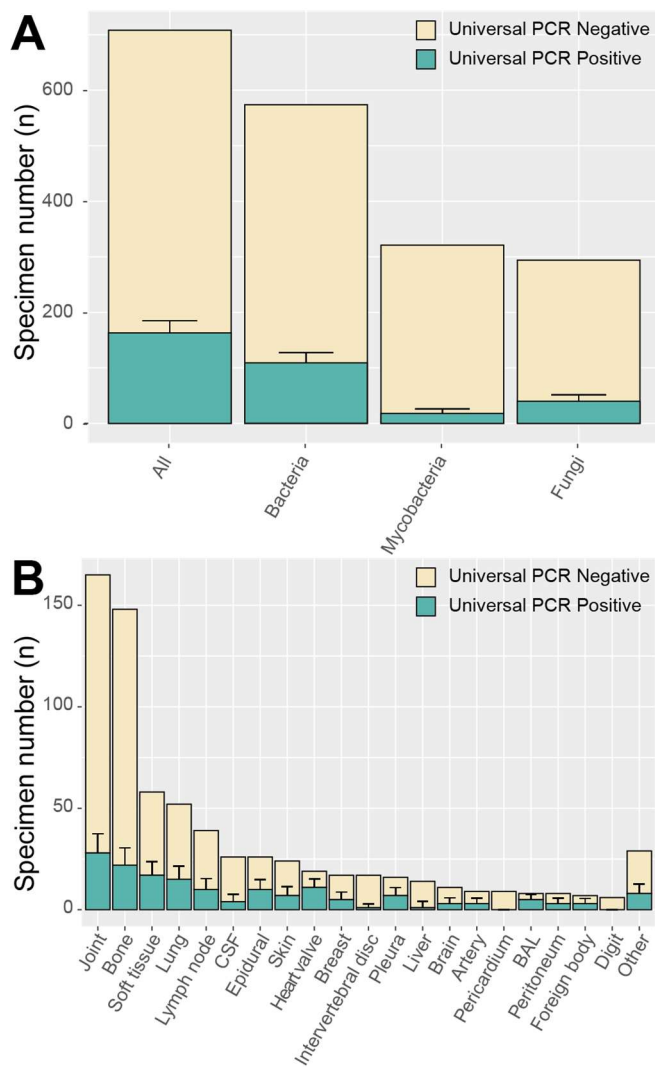 A
Universal PCR Negative
Universal PCR Positive
Specimen number (n)
600
400
200
0
All
Bacteria
Mycobacteria
Fungi
B
Universal PCR Negative
Universal PCR Positive
Specimen number (n)
150
100
50
0
Joint
Bone
Soft tissue
Lung
Lymph node
CSF
Epidural
Skin
Heart valve
Breast
Intervertebral disc
Pleura
Liver
Brain
Artery
Pericardium
BAL
Peritoneum
Foreign body
Digit
Other